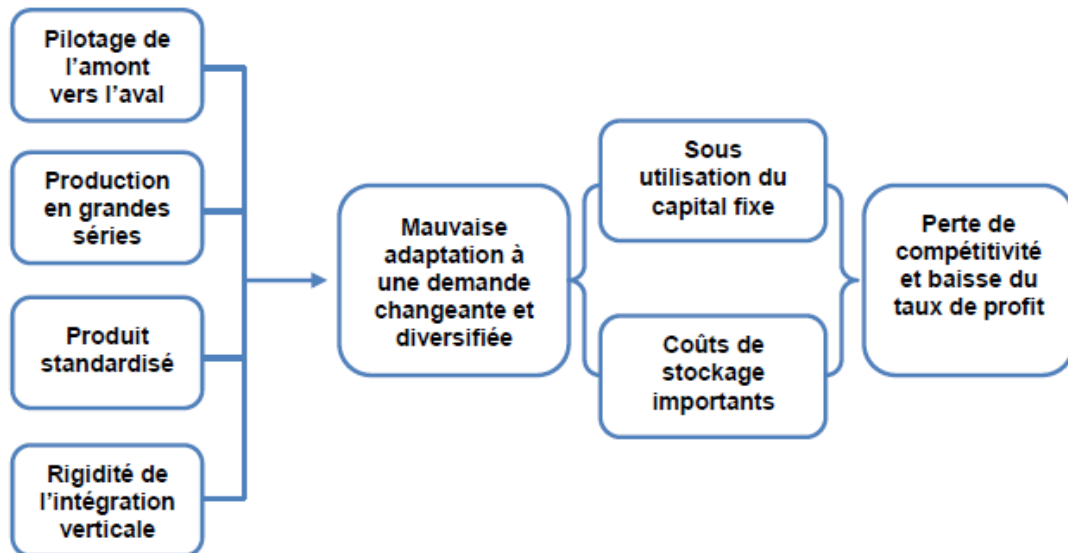 Pilotage de
l'amont
vers l'aval
Production
en grandes
séries
Produit
standardisé
Rigidité de
l'intégration
verticale
Mauvaise
adaptation à
une demande
changeante et
diversifiée
Sous
utilisation du
capital fixe
Coûts de
stockage
importants
Perte de
compétitivité
et baisse du
taux de profit